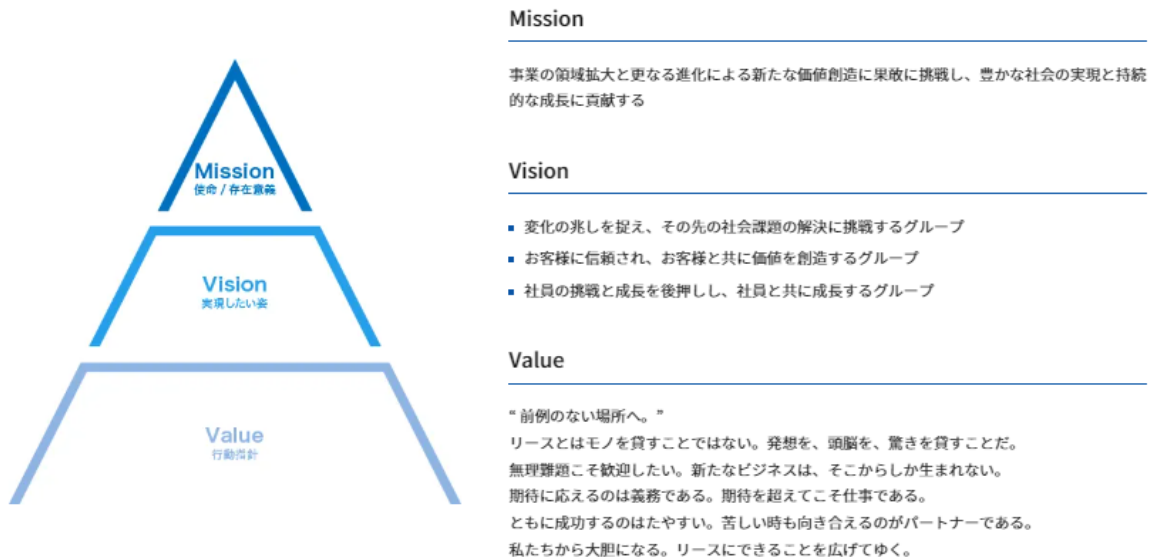 Mission
使命 / 存在意義
Vision
実現したい姿
Value
行動指針
Mission
事業の領域拡大と更なる進化による新たな価値創造に果敢に挑戦し、豊かな社会の実現と持続
的な成長に貢献する
Vision
変化の兆しを捉え、その先の社会課題の解決に挑戦するグループ
お客様に信頼され、お客様と共に価値を創造するグループ
社員の挑戦と成長を後押しし、社員と共に成長するグループ
Value
“ 前例のない場所へ。”
リースとはモノを貸すことではない。発想を、頭脳を、驚きを貸すことだ。
無理難題こそ歓迎したい。新たなビジネスは、そこからしか生まれない。
期待に応えるのは義務である。期待を超えてこそ仕事である。
ともに成功するのはたやすい。苦しい時も向き合えるのがパートナーである。
私たちから大胆になる。リースにできることを広げてゆく。